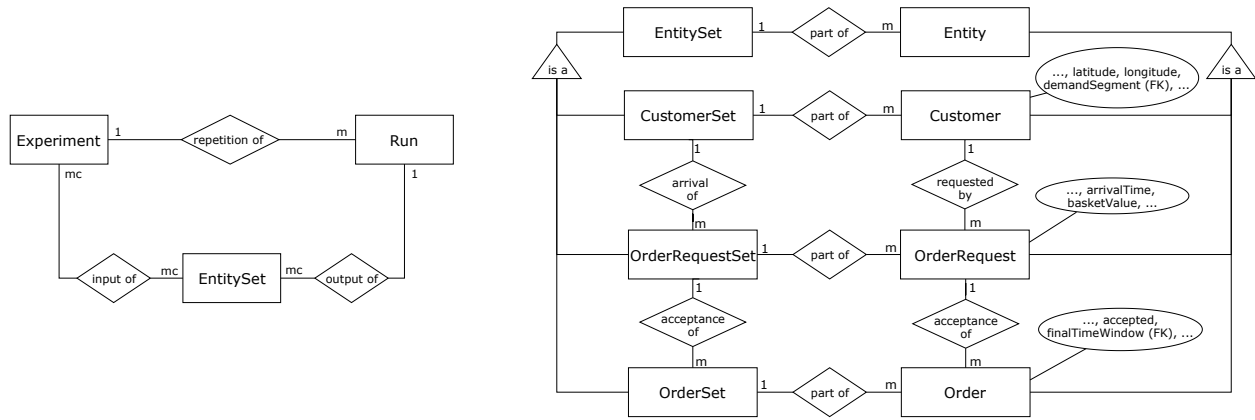 Experiment
1
repetition of
m
Run
mc
1
input of
mc
EntitySet
mc
output of
EntitySet
1
part of
m
Entity
is a
is a
..., latitude, longitude,
demandSegment (FK), ...
CustomerSet
1
part of
m
Customer
1
1
arrival
of
requested
by
..., arrivalTime,
basketValue, ...
m
m
OrderRequestSet
1
part of
m
OrderRequest
1
1
acceptance
of
acceptance
of
..., accepted,
finalTimeWindow (FK), ...
m
m
OrderSet
1
part of
m
Order